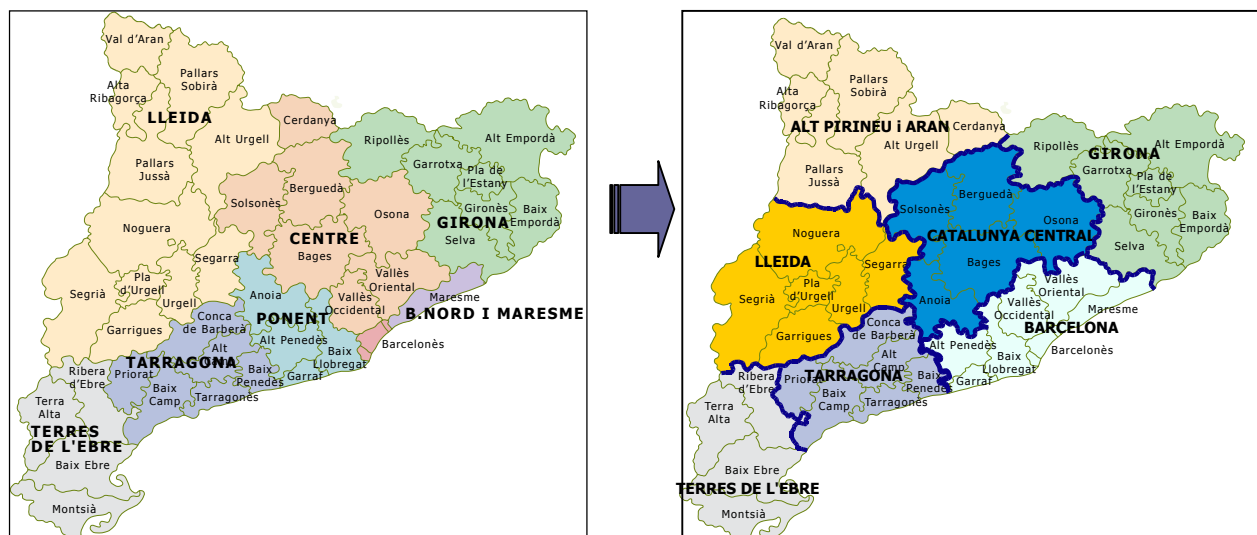 Val d'Aran
Pallars
Sobirà
Alta
Ribagorça
LLEIDA
Cerdanya
Alt Urgell
Ripollès
Alt Empordà
Garrotxa
Pla de
l'Estany
Pallars
Jussà
Berguedà
Solsonès
Osona
Gironès
Baix
Empordà
GIRONA
Selva
Noguera
CENTRE
Bages
Segarra
Pla
d'Urgell
Segrià
Urgell
Anoia
Vallès
Oriental
Vallès
Occidental
Maresme
B.NORD I MARESME
Garrigues
Conca
de Barberà
PONENT
Alt Penedès
Barcelonès
Baix
Llobregat
Garraf
TARRAGONA
Alt
Camp
Ribera
d'Ebre
Priorat
Baix
Camp
Baix
Penedès
Tarragonès
Terra
Alta
TERRES
DE L'EBRE
Baix Ebre
Montsià
Val d'Aran
Pallars
Sobirà
Alta
Ribagorça
ALT PIRINEU i ARAN
Cerdanya
Alt Urgell
Ripollès
Alt Empordà
GIRONA
Garrotxa
Pla de
l'Estany
Pallars
Jussà
Berguedà
Solsonès
Osona
Gironès
Baix
Empordà
Selva
Noguera
CATALUNYA CENTRAL
Bages
LLEIDA
Segarra
Pla
d'Urgell
Segrià
Urgell
Anoia
Vallès
Oriental
Vallès
Occidental
Maresme
BARCELONA
Garrigues
Conca
de Barberà
Alt Penedès
Barcelonès
Baix
Llobregat
Garraf
Alt
Camp
TARRAGONA
Ribera
d'Ebre
Priorat
Baix
Camp
Baix
Penedès
Tarragonès
Terra
Alta
Baix Ebre
TERRES DE L'EBRE
Montsià